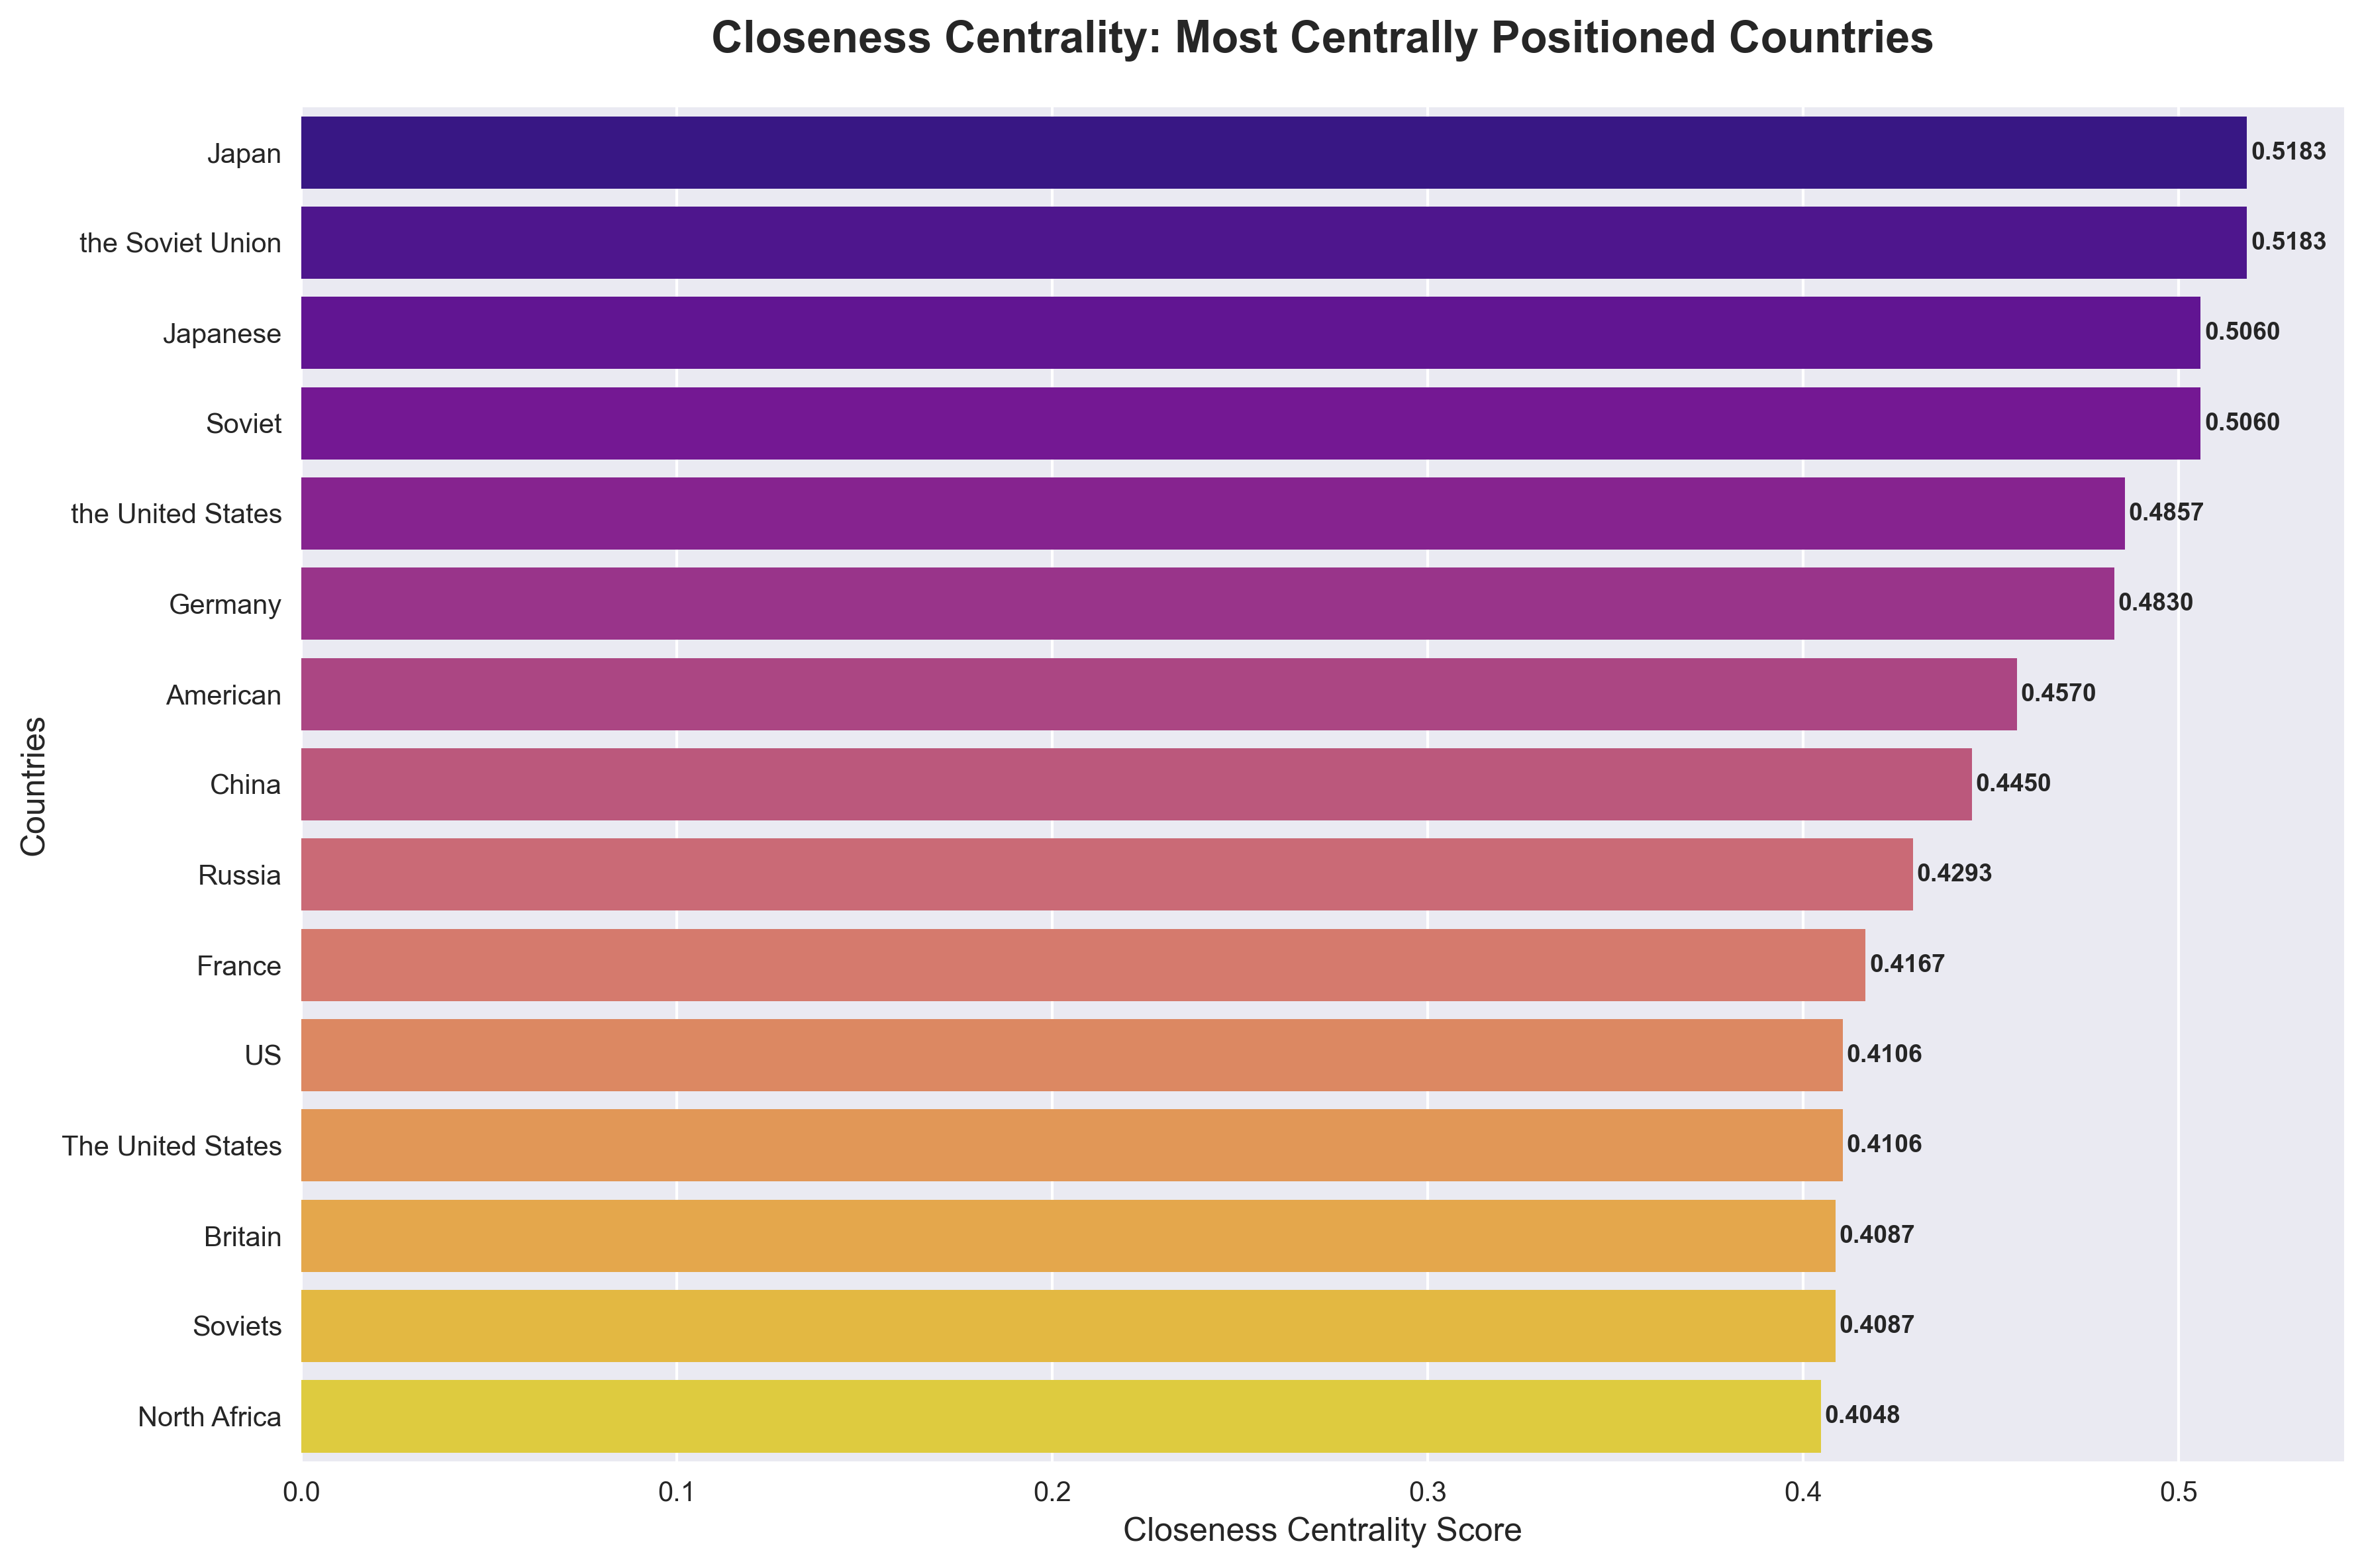 Closeness Centrality: Most Centrally Positioned Countries
Countries
Japan 0.5183
the Soviet Union 0.5183
Japanese 0.5060
Soviet 0.5060
the United States 0.4857
Germany 0.4830
American 0.4570
China 0.4450
Russia 0.4293
France 0.4167
US 0.4106
The United States 0.4106
Britain 0.4087
Soviets 0.4087
North Africa 0.4048
0.0 0.1 0.2 0.3 0.4 0.5
Closeness Centrality Score